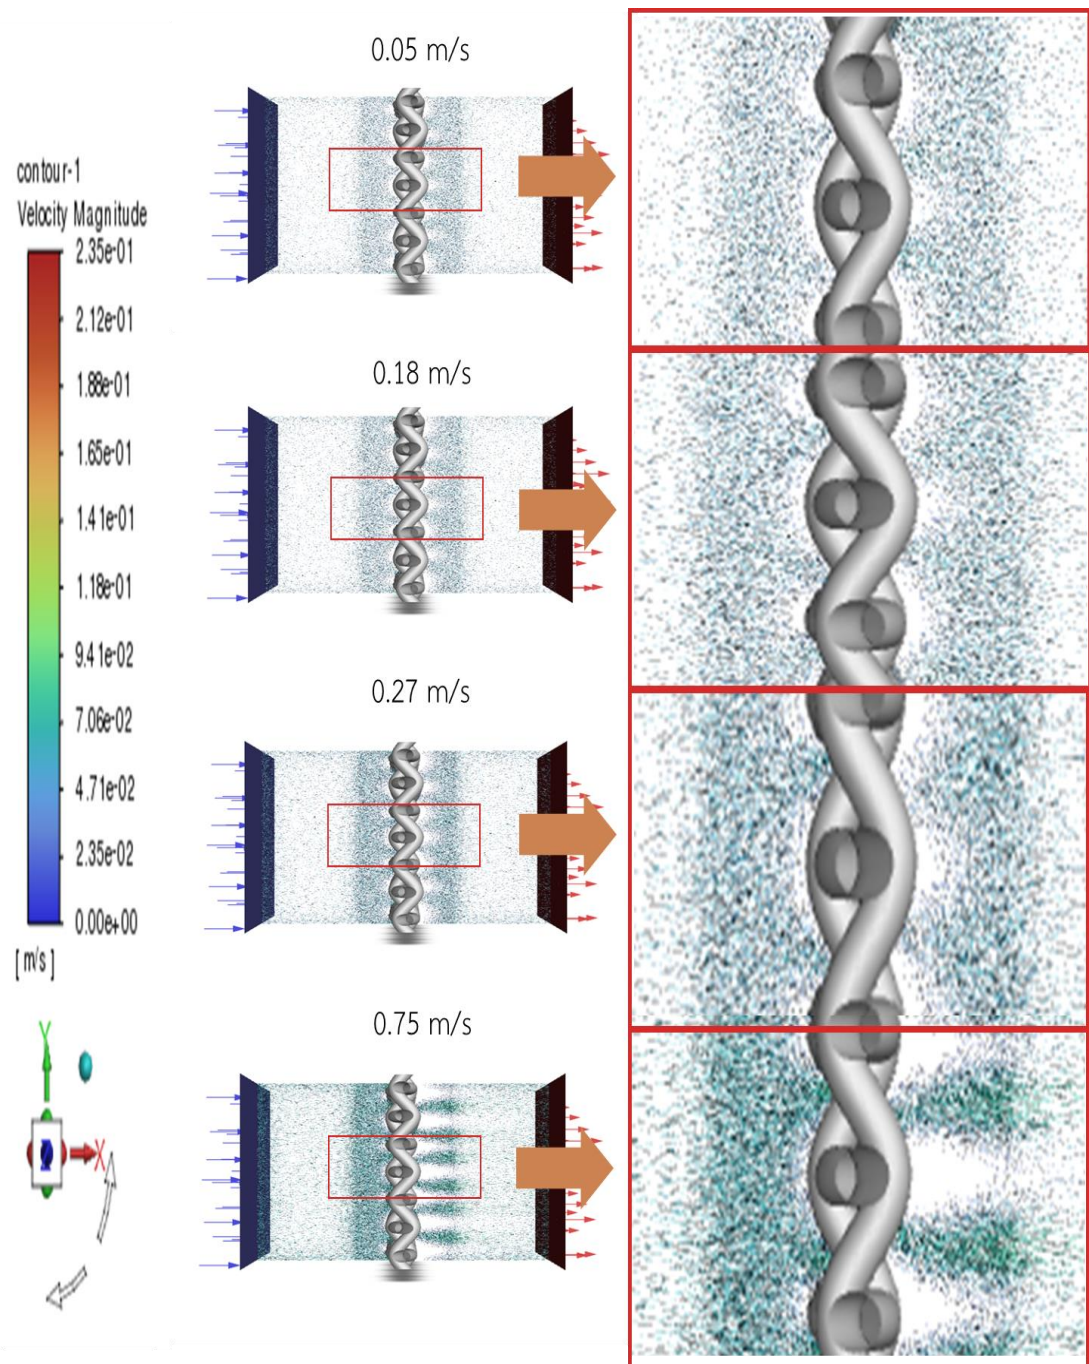 0.05 m/s
contour-1
Velocity Magnitude
2.35e-01
2.12e-01
1.88e-01
1.65e-01
1.41e-01
1.18e-01
9.41e-02
7.06e-02
4.71e-02
2.35e-02
0.00e+00
[ m/s ]
0.18 m/s
0.27 m/s
0.75 m/s
Y
X